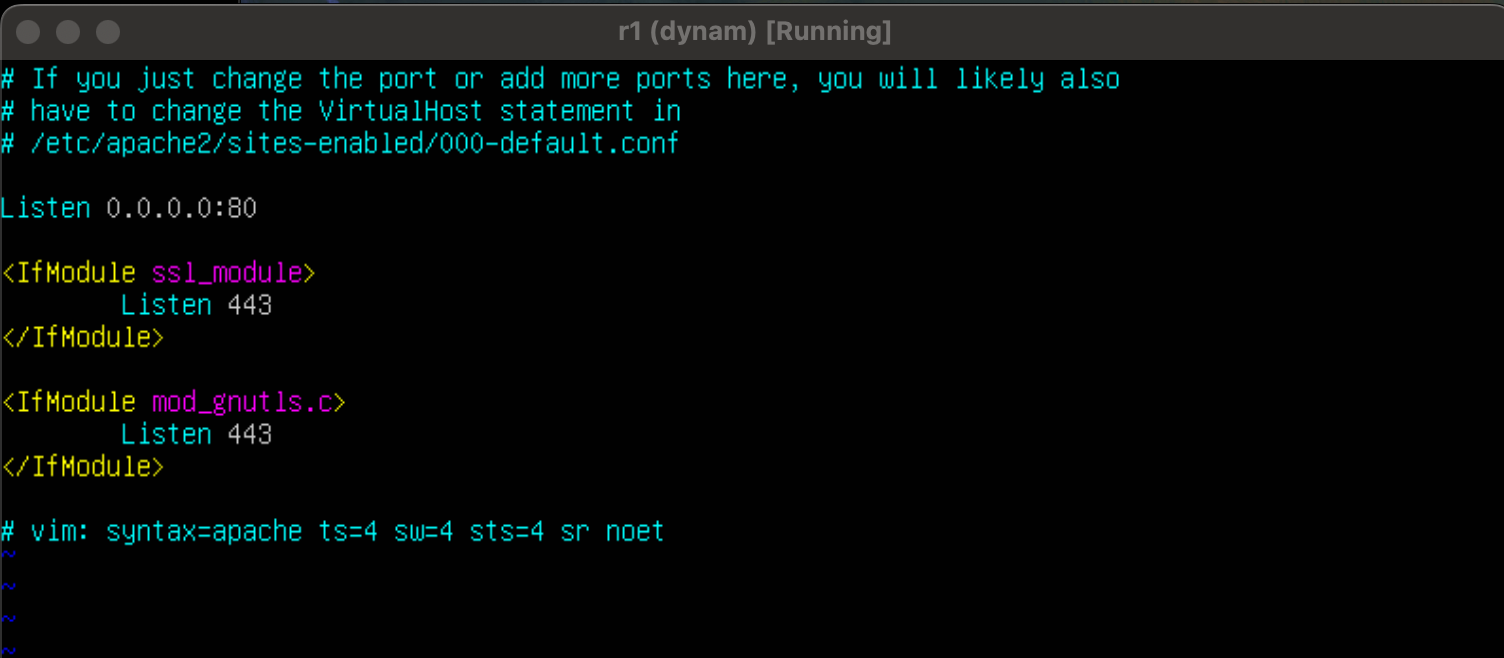 r1 (dynam) [Running]
# If you just change the port or add more ports here, you will likely also
# have to change the VirtualHost statement in
# /etc/apache2/sites-enabled/000-default.conf
Listen 0.0.0.0:80
<IfModule ssl_module>
Listen 443
</IfModule>
<IfModule mod_gnutls.c>
Listen 443
</IfModule>
# vim: syntax=apache ts=4 sw=4 sts=4 sr noet
~
~
~
~